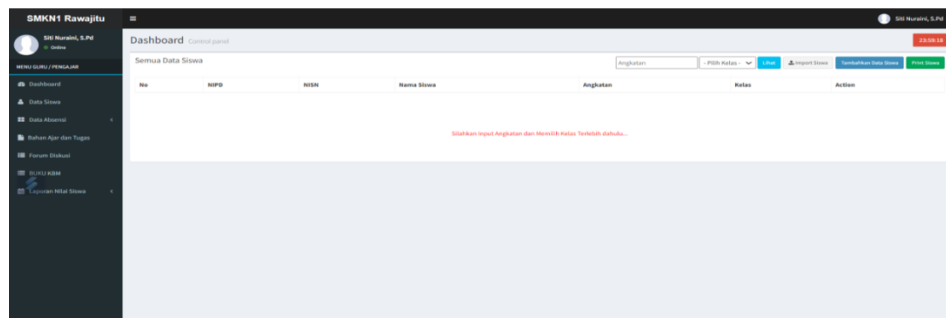 SMKN1 Rawajitu
Siti Nuraini, S.Pd
Siti Nuraini, S.Pd
Online
Dashboard Control panel
23:58:18
MENU GURU / PENGAJAR
Semua Data Siswa
Angkatan
- Pilih Kelas -
Lihat
Import Siswa
Tambahkan Data Siswa
Print Siswa
Dashboard
Data Siswa
Data Absensi
Bahan Ajar dan Tugas
Forum Diskusi
BUKU KBM
Laporan Nilai Siswa
No NIPD NISN Nama Siswa Angkatan Kelas Action
Silahkan Input Angkatan dan Memilih Kelas Terlebih dahulu...